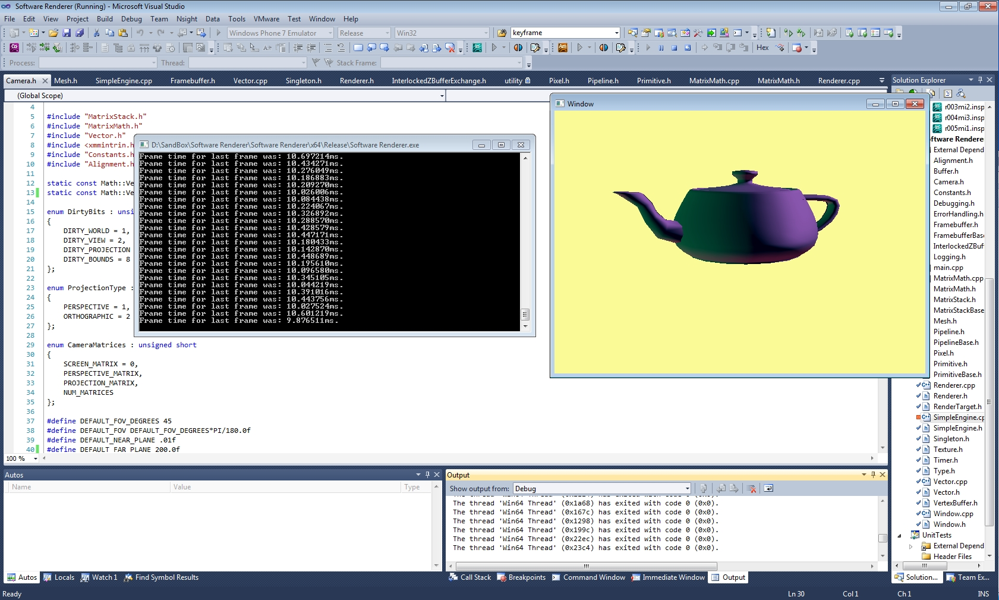 Software Renderer (Running) - Microsoft Visual Studio
File Edit View Project Build Debug Team Nsight Data Tools VMware Test Window Help
Windows Phone 7 Emulator Release Win32 keyframe
Hex
Process: Thread: Stack Frame:
Camera.h Mesh.h SimpleEngine.cpp Framebuffer.h Vector.cpp Singleton.h Renderer.h InterlockedZBufferExchange.h utility Pixel.h Pipeline.h Primitive.h MatrixMath.cpp MatrixMath.h Renderer.cpp
(Global Scope)
4
5 #include "MatrixStack.h"
6 #include "MatrixMath.h"
7 #include "Vector.h"
8 #include <xmmintrin.h
9 #include "Constants.h
10 #include "Alignment.h
11
12 static const Math::Ve
13 static const Math::Ve
14
15 enum DirtyBits : unsi
16 {
17 DIRTY_WORLD = 1,
18 DIRTY_VIEW = 2,
19 DIRTY_PROJECTION
20 DIRTY_BOUNDS = 8
21 };
22
23 enum ProjectionType :
24 {
25 PERSPECTIVE = 1,
26 ORTHOGRAPHIC = 2
27 };
28
29 enum CameraMatrices : unsigned short
30 {
31 SCREEN_MATRIX = 0,
32 PERSPECTIVE_MATRIX,
33 PROJECTION_MATRIX,
34 NUM_MATRICES
35 };
36
37 #define DEFAULT_FOV_DEGREES 45
38 #define DEFAULT_FOV DEFAULT_FOV_DEGREES*PI/180.0f
39 #define DEFAULT_NEAR_PLANE .01f
40 #define DEFAULT FAR PLANE 200.0f
100 %
D:\SandBox\Software Renderer\Software Renderer\x64\Release\Software Renderer.exe
Frame time for last frame was: 10.697214ms.
Frame time for last frame was: 10.434271ms.
Frame time for last frame was: 10.276049ms.
Frame time for last frame was: 10.186883ms.
Frame time for last frame was: 10.209270ms.
Frame time for last frame was: 10.026006ms.
Frame time for last frame was: 10.084438ms.
Frame time for last frame was: 10.224067ms.
Frame time for last frame was: 10.326892ms.
Frame time for last frame was: 10.288570ms.
Frame time for last frame was: 10.428579ms.
Frame time for last frame was: 10.447171ms.
Frame time for last frame was: 10.180433ms.
Frame time for last frame was: 10.142870ms.
Frame time for last frame was: 10.448689ms.
Frame time for last frame was: 10.195610ms.
Frame time for last frame was: 10.096580ms.
Frame time for last frame was: 10.345105ms.
Frame time for last frame was: 10.044219ms.
Frame time for last frame was: 10.391016ms.
Frame time for last frame was: 10.443756ms.
Frame time for last frame was: 10.027524ms.
Frame time for last frame was: 10.601219ms.
Frame time for last frame was: 9.876511ms.
Window
Solution Explorer
r003mi2.insp
r004mi3.insp
r005mi1.insp
ftware Rendere
External Depend
Alignment.h
Buffer.h
Camera.h
Constants.h
Debugging.h
ErrorHandling.h
Framebuffer.h
FramebufferBas
InterlockedZBuf
Logging.h
main.cpp
MatrixMath.cpp
MatrixMath.h
MatrixStack.h
MatrixStackBase
Mesh.h
Pipeline.h
PipelineBase.h
Pixel.h
Primitive.h
PrimitiveBase.h
Renderer.cpp
Renderer.h
RenderTarget.h
SimpleEngine.cp
SimpleEngine.h
Singleton.h
Texture.h
Timer.h
Type.h
Vector.cpp
Vector.h
VertexBuffer.h
Window.cpp
Window.h
UnitTests
External Depend
Header Files
Solution... Team Ex...
Autos
Name Value Type
Autos Locals Watch 1 Find Symbol Results
Output
Show output from: Debug
The thread 'Win64 Thread' (0x1a68) has exited with code 0 (0x0).
The thread 'Win64 Thread' (0x167c) has exited with code 0 (0x0).
The thread 'Win64 Thread' (0x1298) has exited with code 0 (0x0).
The thread 'Win64 Thread' (0x199c) has exited with code 0 (0x0).
The thread 'Win64 Thread' (0x22ec) has exited with code 0 (0x0).
The thread 'Win64 Thread' (0x23c4) has exited with code 0 (0x0).
Call Stack Breakpoints Command Window Immediate Window Output
Ready Ln 30 Col 1 Ch 1 INS